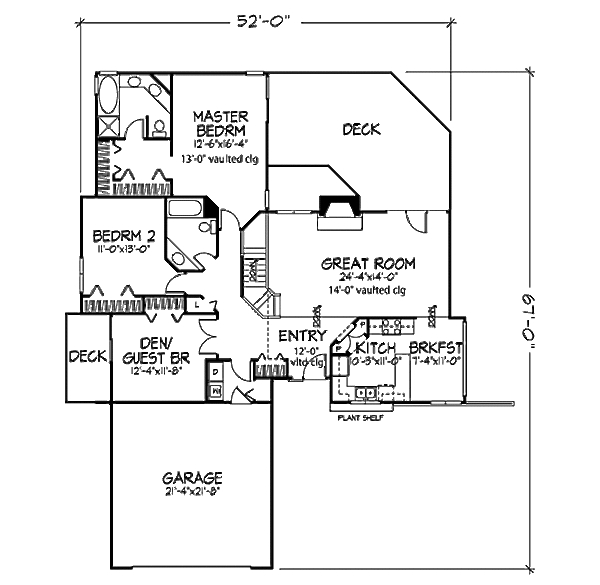 52'-0"
MASTER
BEDRM
12'-6"x16'-4"
13'-0" vaulted clg
DECK
BEDRM 2
11'-0"x13'-0"
GREAT ROOM
24'-4"x14'-0"
14'-0" vaulted clg
DOWN
67'-0"
L
DECK
DEN/
GUEST BR
12'-4"x11'-8"
ENTRY
12'-0"
vltd clg
P
R
KITCH
10'-3"x11'-0"
BRKFST
7'-4"x11'-0"
D
PLANT SHELF
GARAGE
21'-4"x21'-8"